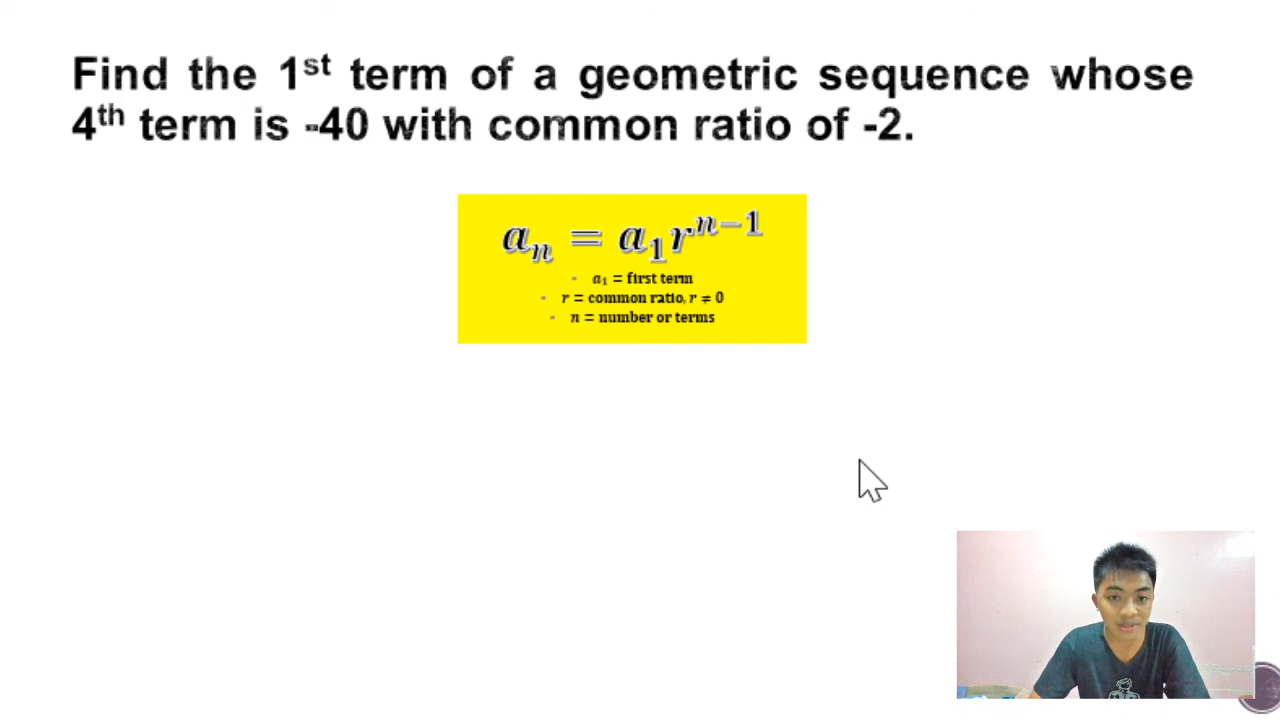 Find the 1st term of a geometric sequence whose
4th term is -40 with common ratio of -2.
aₙ = a₁rⁿ⁻¹
- a₁ = first term
- r = common ratio, r ≠ 0
- n = number or terms